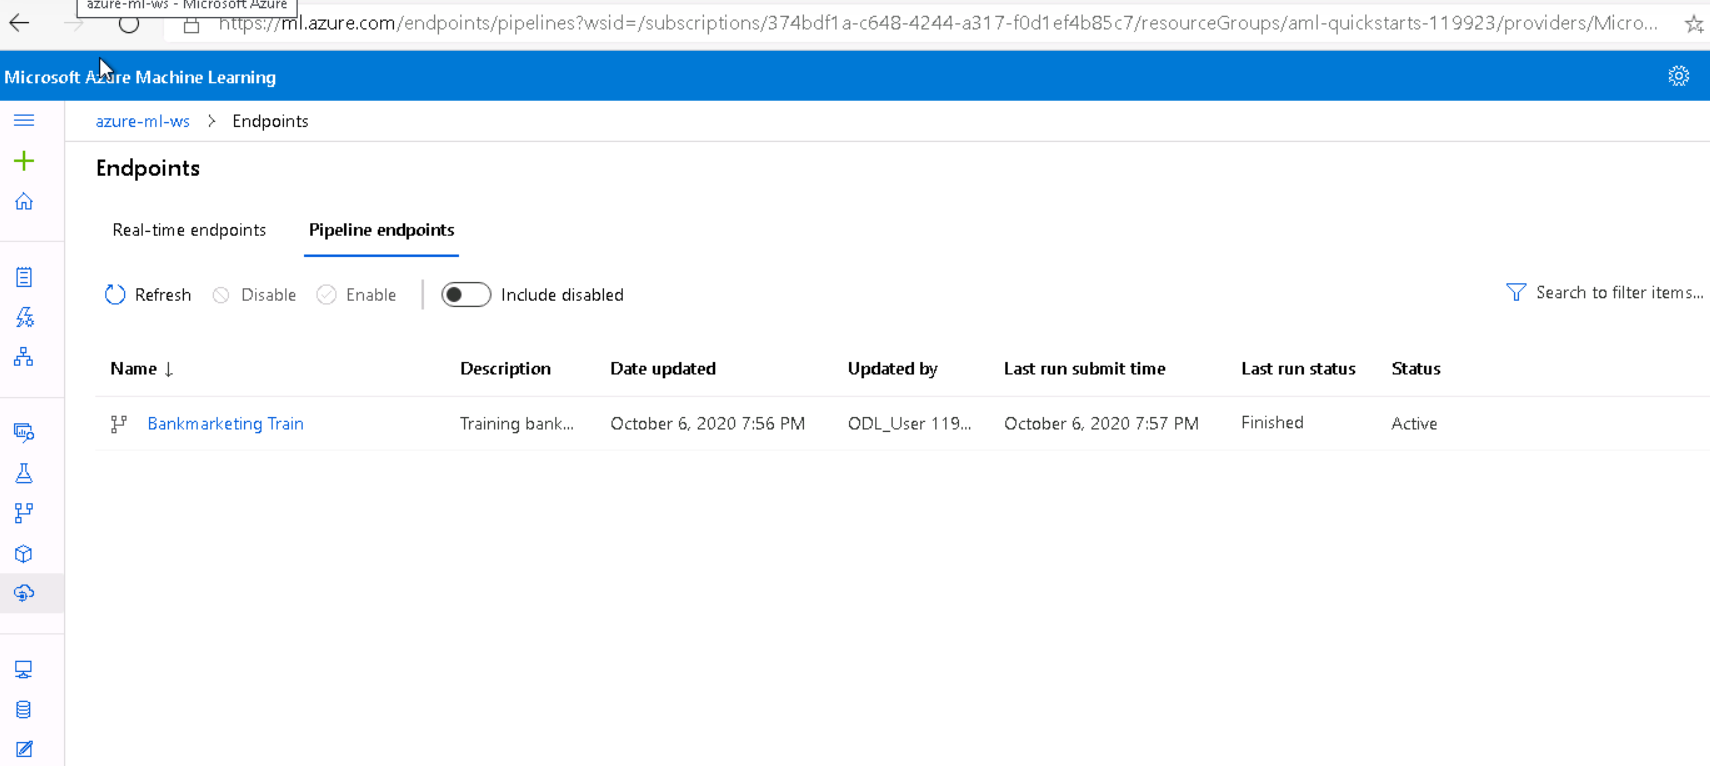 azure-ml-ws - Microsoft Azure
https://ml.azure.com/endpoints/pipelines?wsid=/subscriptions/374bdf1a-c648-4244-a317-f0d1ef4b85c7/resourceGroups/aml-quickstarts-119923/providers/Micro...
Microsoft Azure Machine Learning
azure-ml-ws > Endpoints
Endpoints
Real-time endpoints Pipeline endpoints
Refresh Disable Enable Include disabled Search to filter items...
Name ↓ Description Date updated Updated by Last run submit time Last run status Status
Bankmarketing Train Training bank... October 6, 2020 7:56 PM ODL_User 119... October 6, 2020 7:57 PM Finished Active